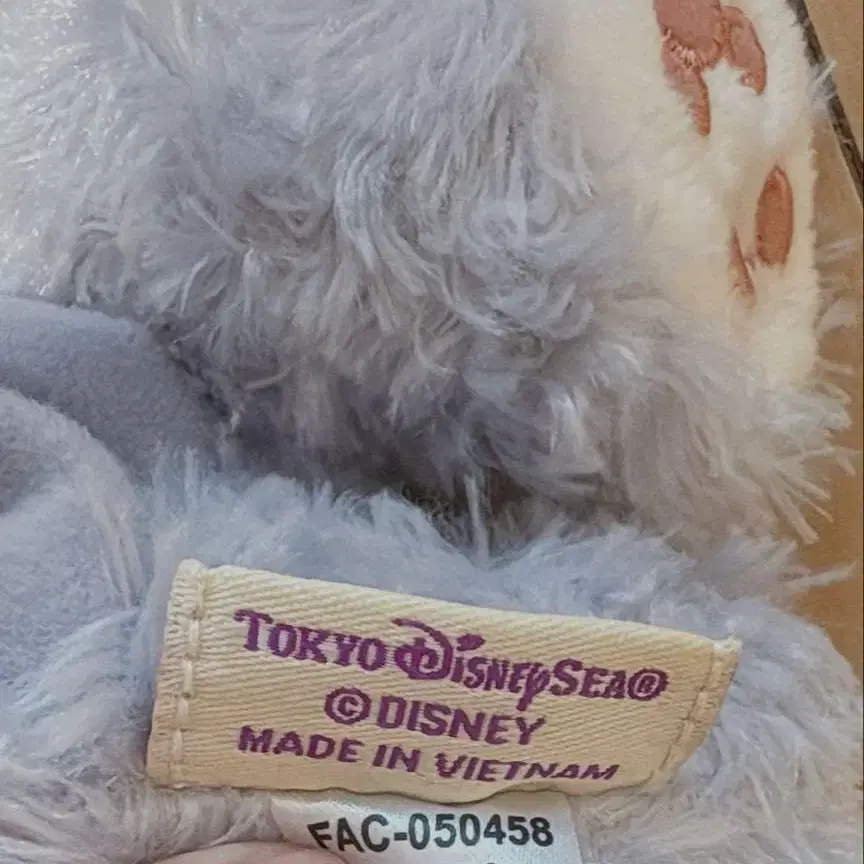 TOKYO DISNEYSEA®
© DISNEY
MADE IN VIETNAM
FAC-050458